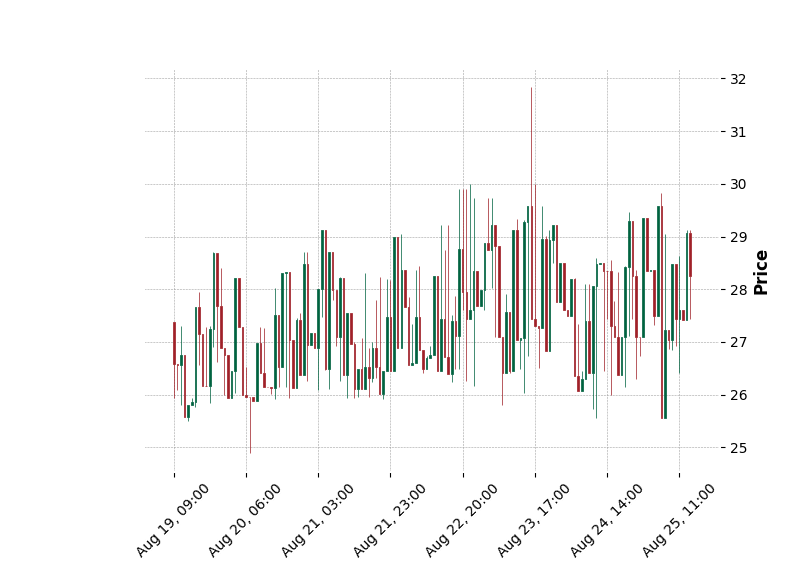 32
31
30
29
28
27
26
25
Price
Aug 19, 09:00
Aug 20, 06:00
Aug 21, 03:00
Aug 21, 23:00
Aug 22, 20:00
Aug 23, 17:00
Aug 24, 14:00
Aug 25, 11:00